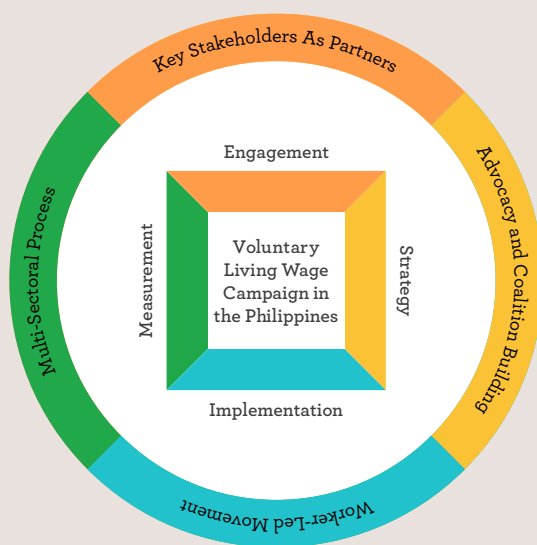 Key Stakeholders As Partners
Engagement
Measurement
Voluntary
Living Wage
Campaign in
the Philippines
Strategy
Implementation
Multi-Sectoral Process
Advocacy and Coalition Building
Worker-Led Movement